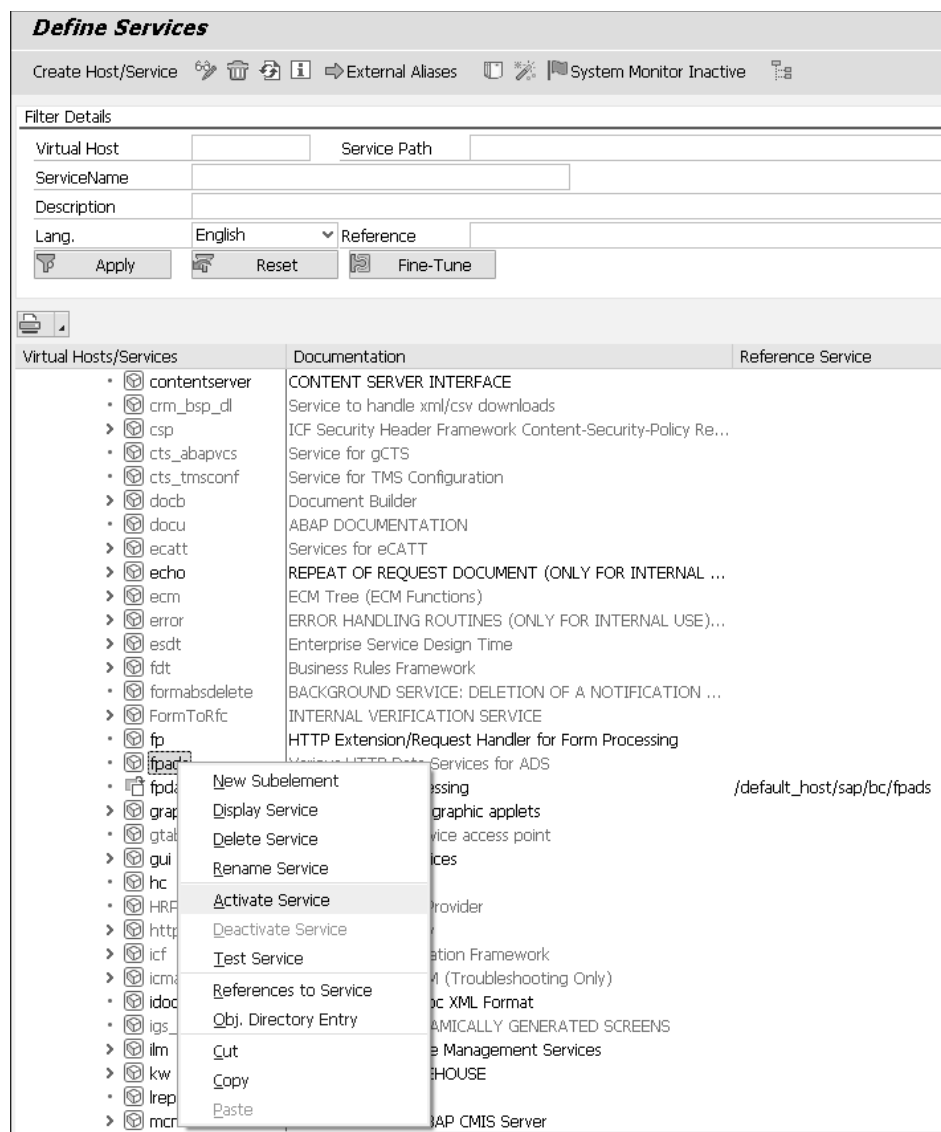 Define Services
Create Host/Service External Aliases System Monitor Inactive
Filter Details
Virtual Host Service Path
ServiceName
Description
Lang. English Reference
Apply Reset Fine-Tune
Virtual Hosts/Services Documentation Reference Service
contentserver CONTENT SERVER INTERFACE
crm_bsp_dl Service to handle xml/csv downloads
csp ICF Security Header Framework Content-Security-Policy Re...
cts_abapvcs Service for gCTS
cts_tmsconf Service for TMS Configuration
docb Document Builder
docu ABAP DOCUMENTATION
ecatt Services for eCATT
echo REPEAT OF REQUEST DOCUMENT (ONLY FOR INTERNAL ...
ecm ECM Tree (ECM Functions)
error ERROR HANDLING ROUTINES (ONLY FOR INTERNAL USE)...
esdt Enterprise Service Design Time
fdt Business Rules Framework
formabsdelete BACKGROUND SERVICE: DELETION OF A NOTIFICATION ...
FormToRfc INTERNAL VERIFICATION SERVICE
fp HTTP Extension/Request Handler for Form Processing
fpads Various HTTP Data Services for ADS
New Subelement
/default_host/sap/bc/fpads
Display Service graphic applets
Delete Service access point
gui
Rename Service
hc
Activate Service
Deactivate Service
icf Framework
Test Service (Troubleshooting Only)
References to Service XML Format
Obj. Directory Entry GENERATED SCREENS
ilm Cut Management Services
kw
Copy
Paste
CMIS Server